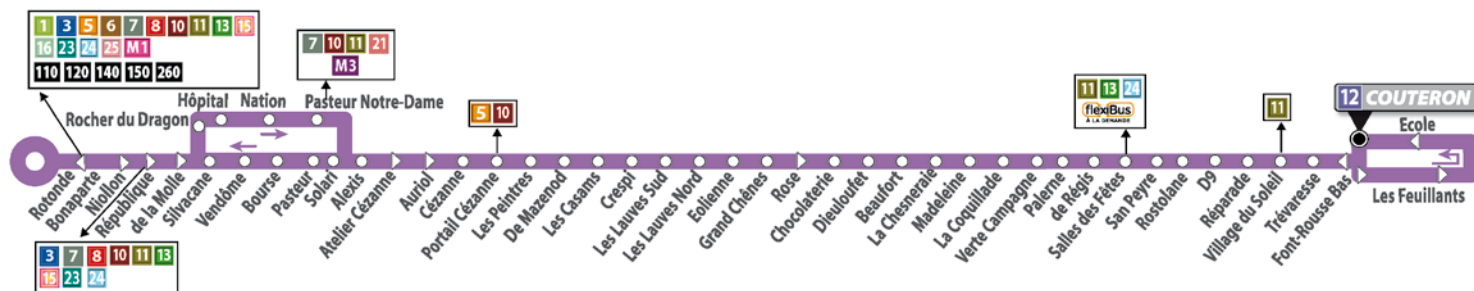 1 3 5 6 7 8 10 11 13 15
16 23 24 25 M1
110 120 140 150 260
7 10 11 21
M3
Hôpital Nation Pasteur Notre-Dame
Rocher du Dragon
5 10
11 13 24
flexiBus
À LA DEMANDE
11
12 COUTERON
Ecole
Rotonde
Bonaparte
Niollon
République
de la Molle
Silvacane
Vendôme
Bourse
Pasteur
Solari
Alexis
Atelier Cézanne
Auriol
Cézanne
Portail Cézanne
Les Peintres
De Mazenod
Les Casams
Crespi
Les Lauves Sud
Les Lauves Nord
Eolienne
Grand Chênes
Rose
Chocolaterie
Dieuloufet
Beaufort
La Chesneraie
Madeleine
La Coquillade
Verte Campagne
Palerne
de Régis
Salles des Fêtes
San Peyre
Rostolane
D9
Réparade
Village du Soleil
Trévaresse
Font-Rousse Bas
Les Feuillants
3 7 8 10 11 13
15 23 24